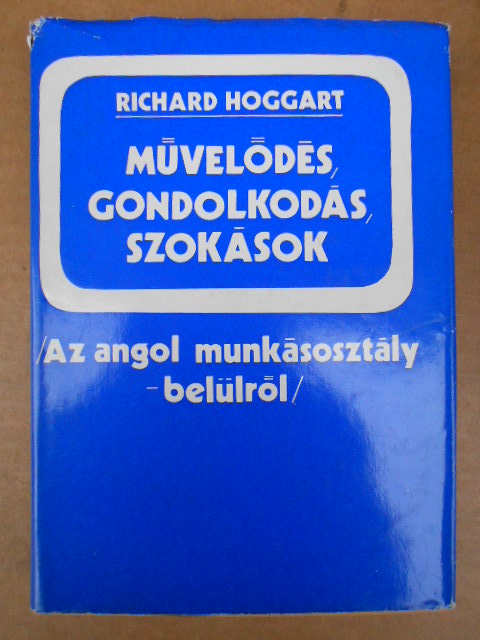 RICHARD HOGGART
MŰVELŐDÉS,
GONDOLKODÁS,
SZOKÁSOK
/Az angol munkásosztály
-belülről/